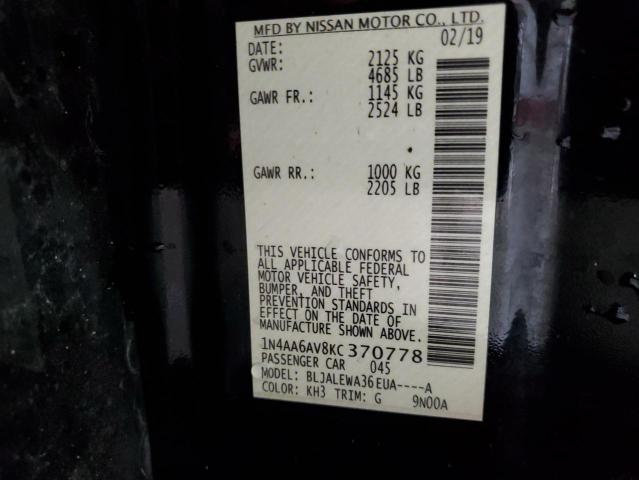 MFD BY NISSAN MOTOR CO., LTD.
DATE: 02/19
GVWR: 2125 KG
4685 LB
GAWR FR.: 1145 KG
2524 LB
GAWR RR.: 1000 KG
2205 LB
THIS VEHICLE CONFORMS TO
ALL APPLICABLE FEDERAL
MOTOR VEHICLE SAFETY,
BUMPER, AND THEFT
PREVENTION STANDARDS IN
EFFECT ON THE DATE OF
MANUFACTURE SHOWN ABOVE.
1N4AA6AV8KC370778
PASSENGER CAR 045
MODEL: BLJALEWA36EUA----A
COLOR: KH3 TRIM: G 9N00A